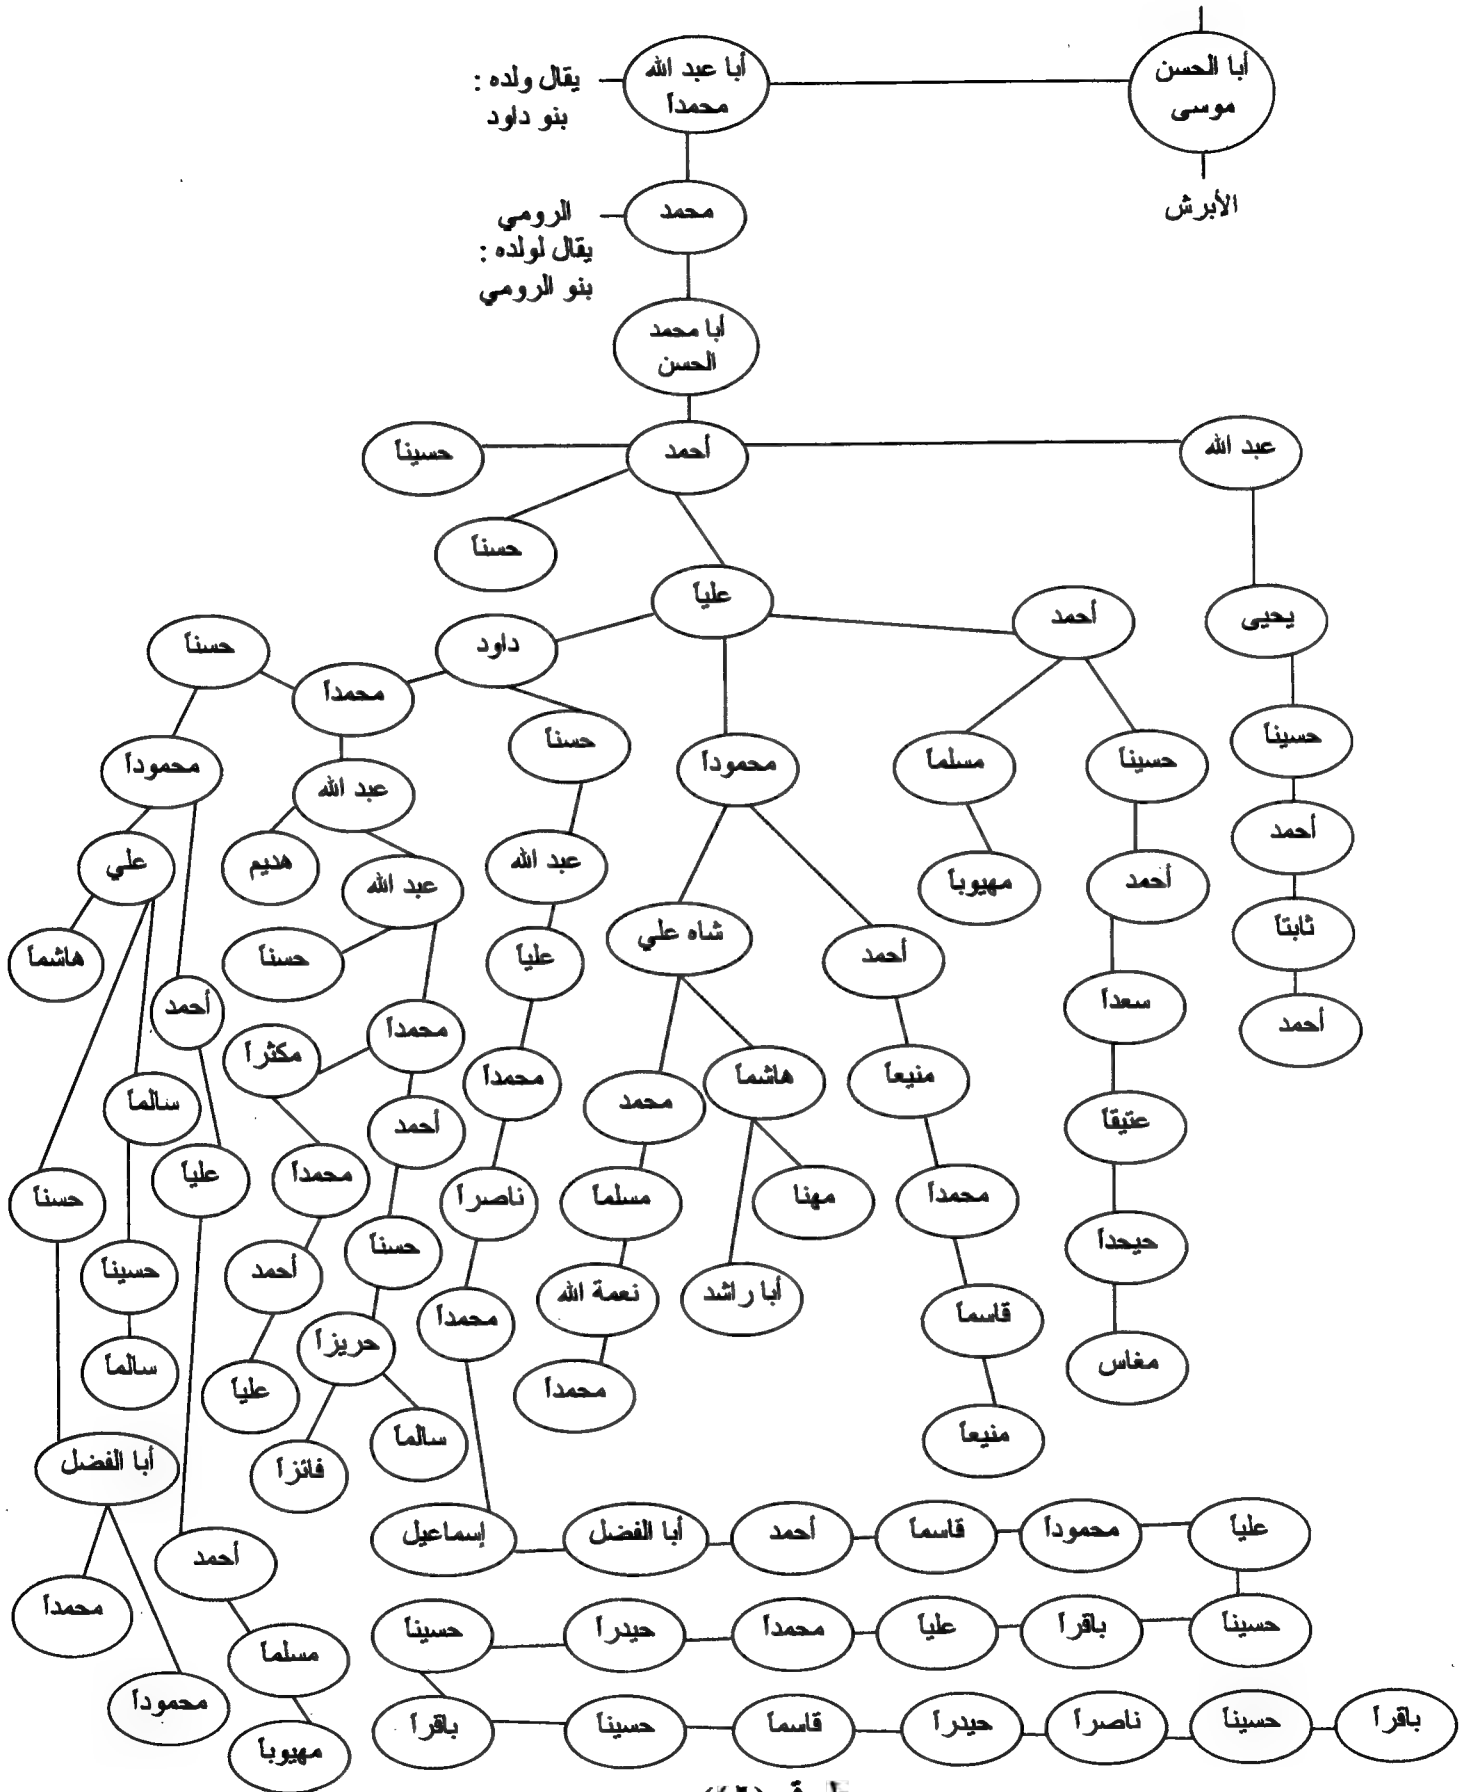 أبا الحسن
موسى
أبا عبد الله
محمداً
يقال ولده :
بنو داود
الأبرش
محمد
الرومي
يقال لولده :
بنو الرومي
أبا محمد
الحسن
عبد الله
أحمد
حسيناً
حسناً
علياً
يحيى
أحمد
داود
حسناً
محمداً
حسيناً
حسيناً
مسلماً
محموداً
حسناً
عبد الله
محموداً
أحمد
أحمد
مهيوباً
عبد الله
عبد الله
هديم
علي
ثابتاً
أحمد
شاه علي
علياً
حسناً
هاشماً
أحمد
سعداً
منيعاً
هاشماً
محمد
محمداً
محمداً
مكثراً
أحمد
سالماً
عتيقاً
محمداً
مهنا
مسلماً
ناصراً
أحمد
محمداً
علياً
حسناً
حيحداً
قاسماً
أبا راشد
نعمة الله
محمداً
حسناً
أحمد
حسيناً
مغاس
منيعاً
محمداً
حريزاً
علياً
سالماً
سالماً
فائزاً
أبا الفضل
علياً
محموداً
قاسماً
أحمد
أبا الفضل
إسماعيل
أحمد
محمداً
حسيناً
باقراً
علياً
محمداً
حيدراً
حسيناً
مسلماً
محموداً
باقراً
حسيناً
ناصراً
حيدراً
قاسماً
حسيناً
باقراً
مهيوباً